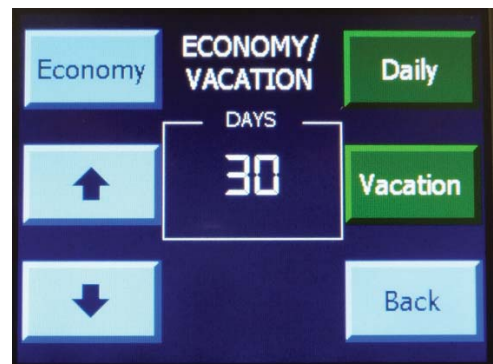 Economy
ECONOMY/
VACATION
Daily
DAYS
30
Vacation
Back